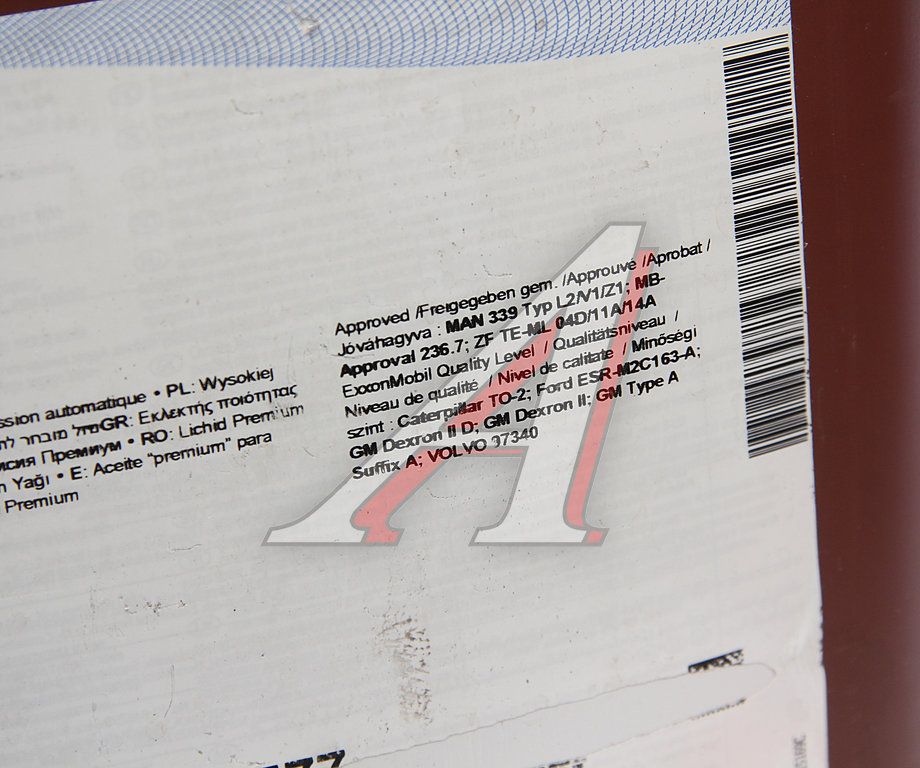 ssion automatique • PL: Wysokiej
GR: Εκλεκτής ποιότητας
Премиум • RO: Lichid Premium
Yağı • E: Aceite "premium" para
Premium
Approved /Freigegeben gem. /Approuvé /Aprobat /
Jóváhagyva : MAN 339 Typ L2/V1/Z1; MB-
Approval 236.7; ZF TE-ML 04D/11A/14A
ExxonMobil Quality Level / Qualitätsniveau /
Niveau de qualité / Nivel de calitate / Minőségi
szint : Caterpillar TO-2; Ford ESR-M2C163-A;
GM Dexron II D; GM Dexron II; GM Type A
Suffix A; VOLVO 97340